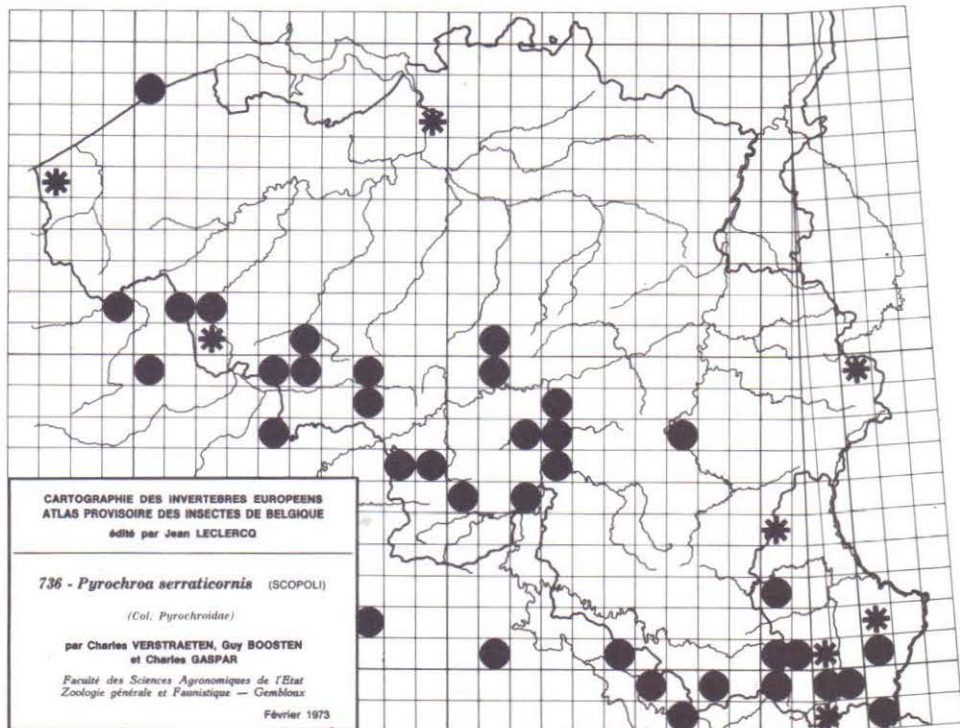 CARTOGRAPHIE DES INVERTEBRES EUROPEENS
ATLAS PROVISOIRE DES INSECTES DE BELGIQUE
édité par Jean LECLERCQ
736 - Pyrochroa serraticornis (SCOPOLI)
(Col. Pyrochroidae)
par Charles VERSTRAETEN, Guy BOOSTEN
et Charles GASPAR
Faculté des Sciences Agronomiques de l'Etat
Zoologie générale et Faunistique — Gembloux
Février 1973